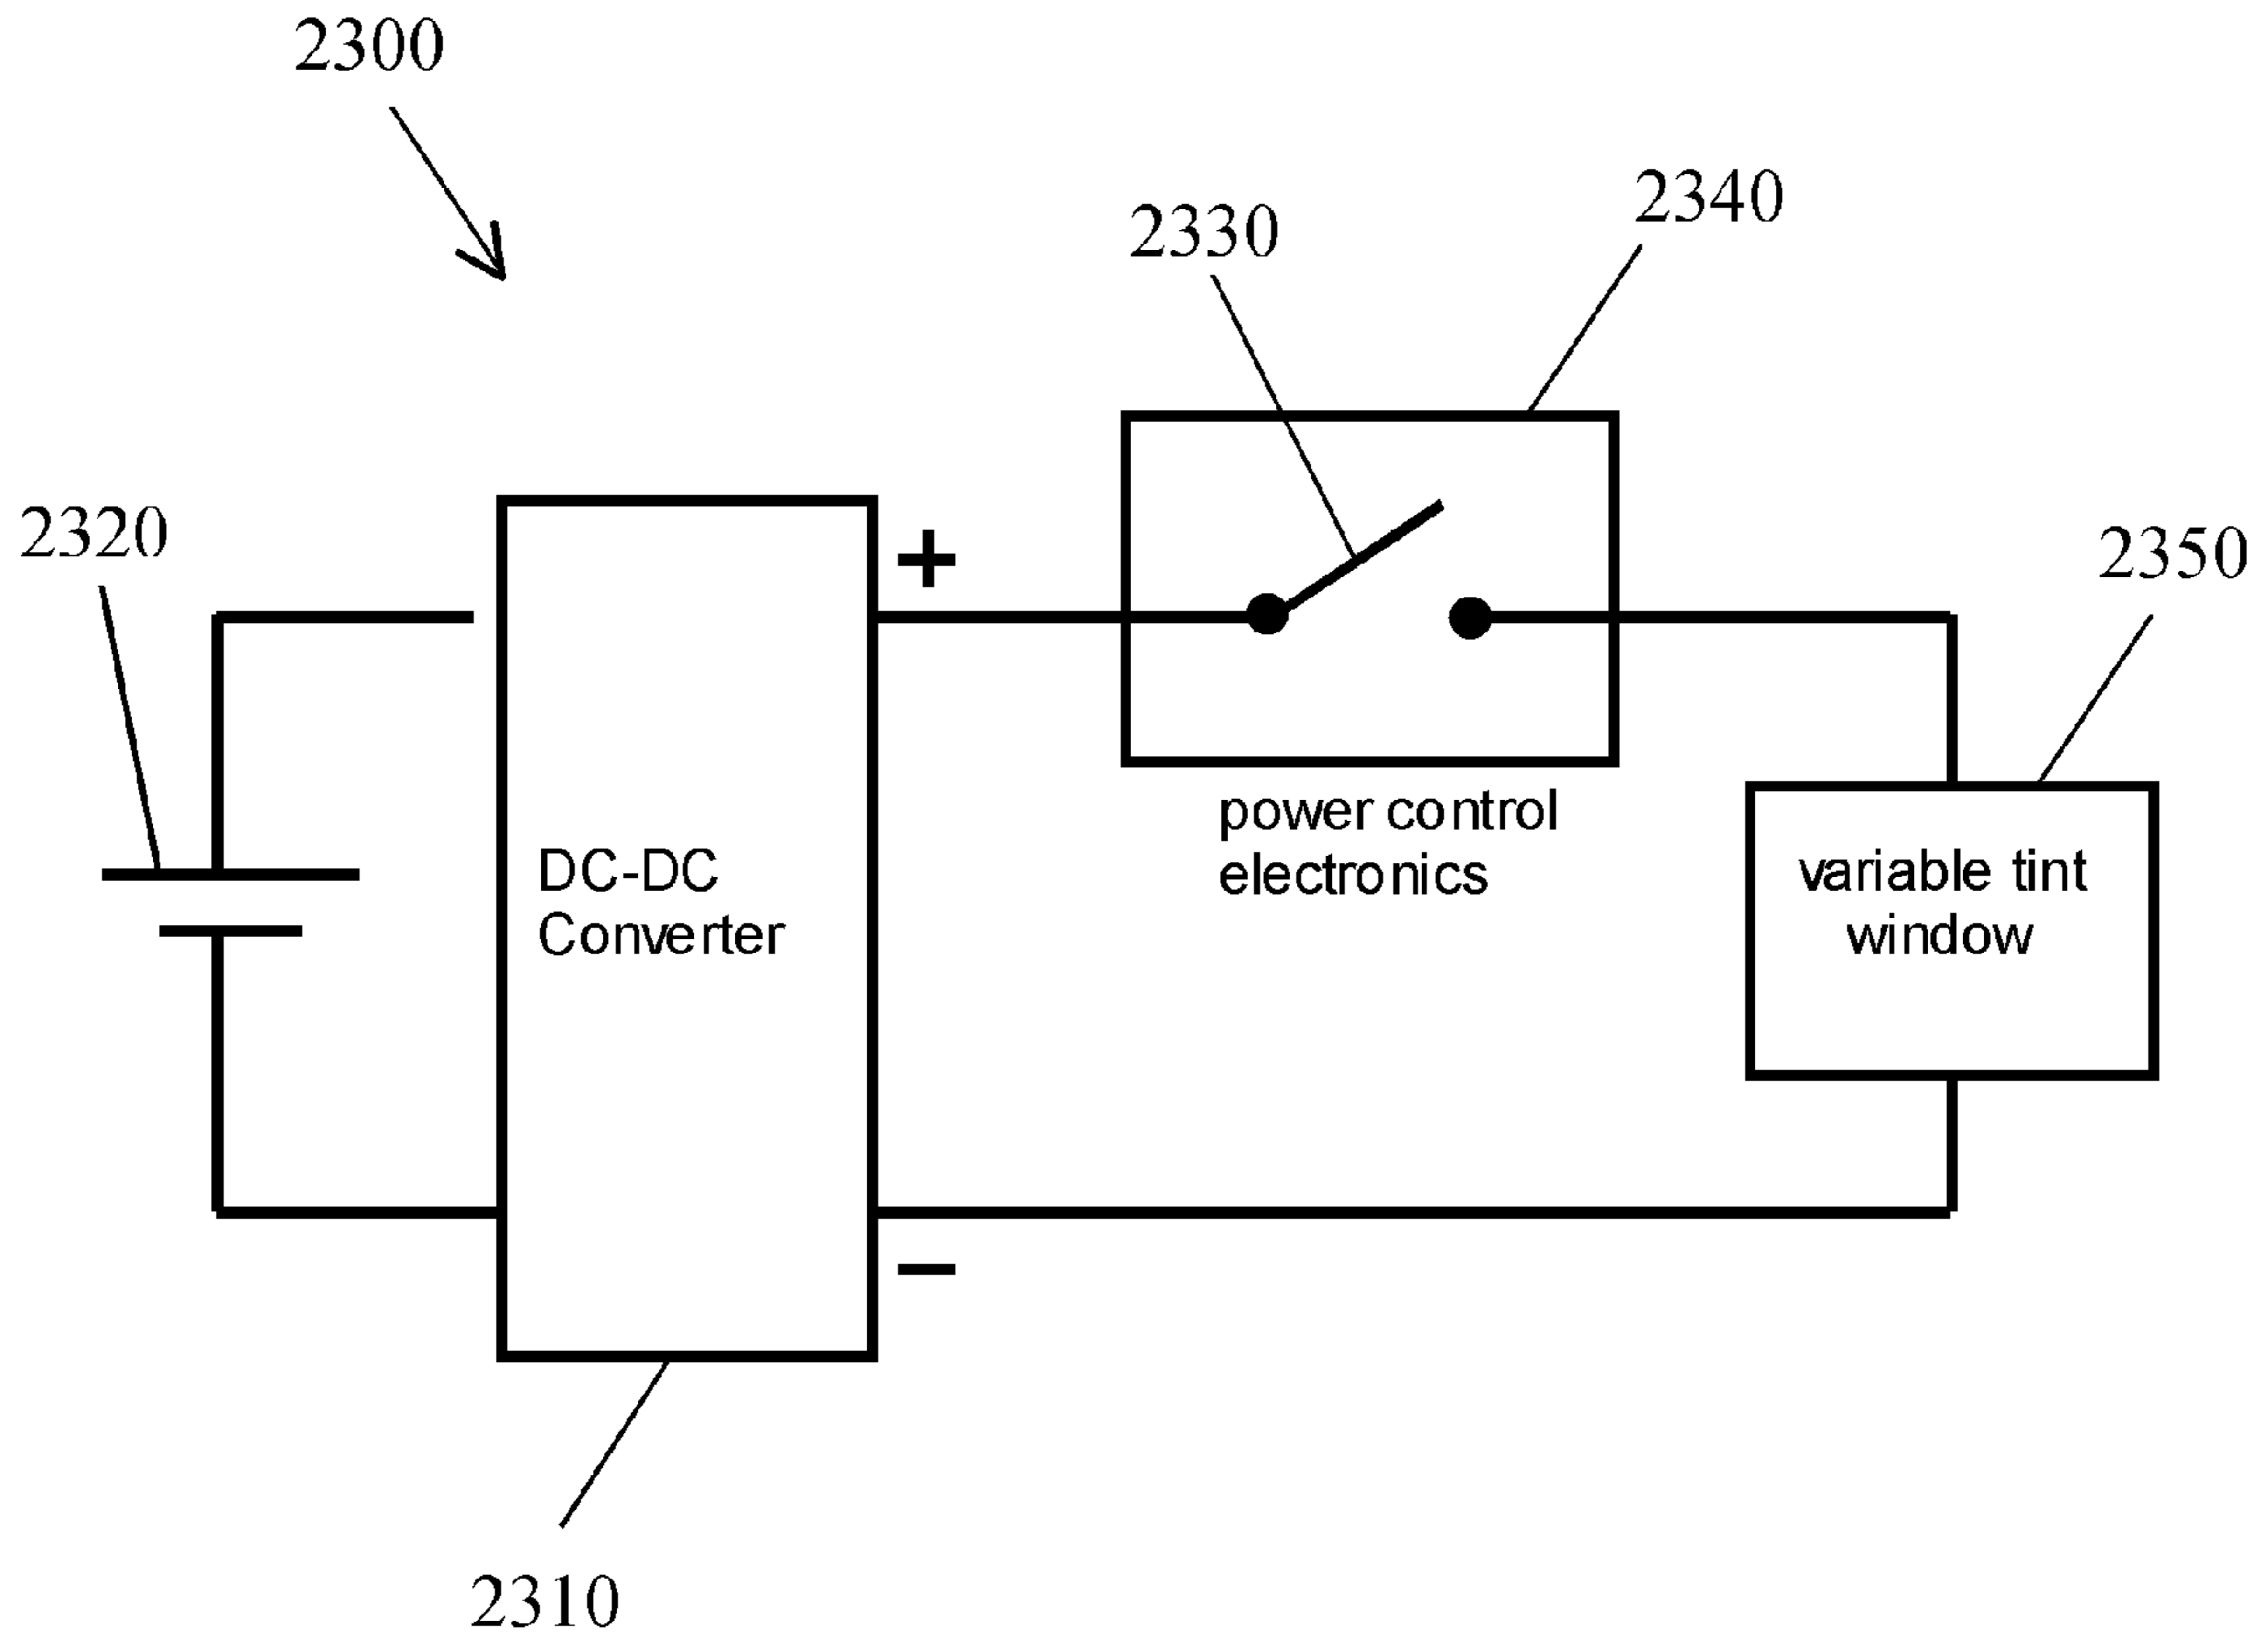 2300
2340
2330
2320
2350
+
power control
electronics
DC-DC
Converter
variable tint
window
−
2310